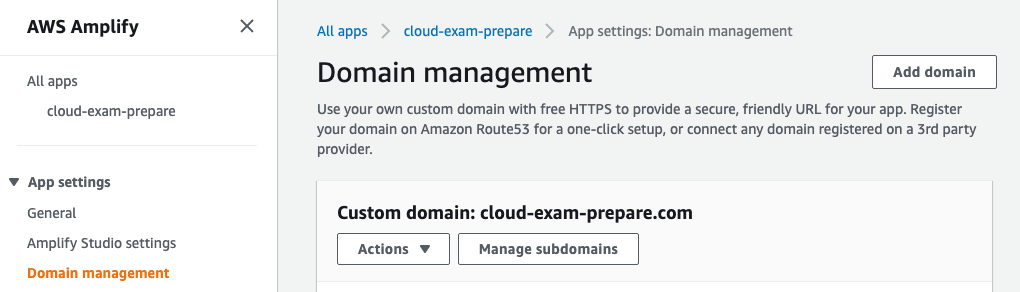 AWS Amplify
All apps
cloud-exam-prepare
App settings
General
Amplify Studio settings
Domain management
All apps cloud-exam-prepare App settings: Domain management
Domain management
Add domain
Use your own custom domain with free HTTPS to provide a secure, friendly URL for your app. Register
your domain on Amazon Route53 for a one-click setup, or connect any domain registered on a 3rd party
provider.
Custom domain: cloud-exam-prepare.com
Actions
Manage subdomains